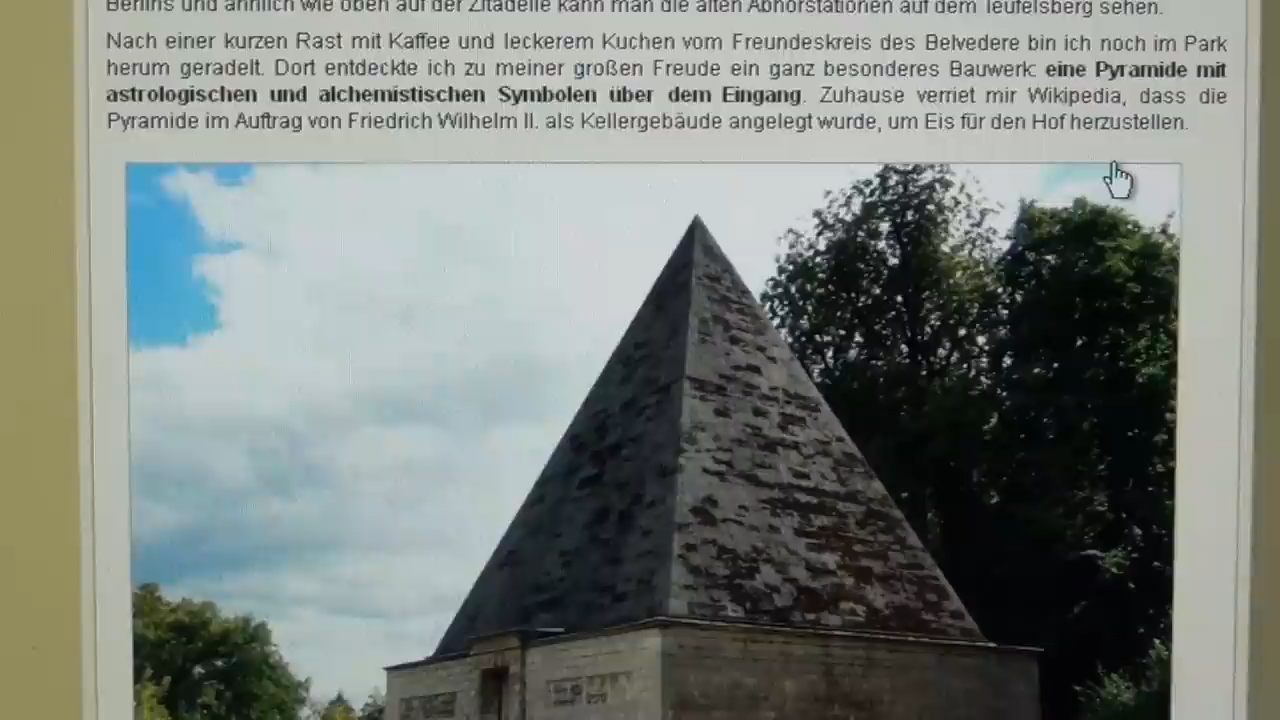 Berlins und ähnlich wie oben auf der Zitadelle kann man die alten Abhörstationen auf dem Teufelsberg sehen.
Nach einer kurzen Rast mit Kaffee und leckerem Kuchen vom Freundeskreis des Belvedere bin ich noch im Park
herum geradelt. Dort entdeckte ich zu meiner großen Freude ein ganz besonderes Bauwerk: eine Pyramide mit
astrologischen und alchemistischen Symbolen über dem Eingang. Zuhause verriet mir Wikipedia, dass die
Pyramide im Auftrag von Friedrich Wilhelm II. als Kellergebäude angelegt wurde, um Eis für den Hof herzustellen.